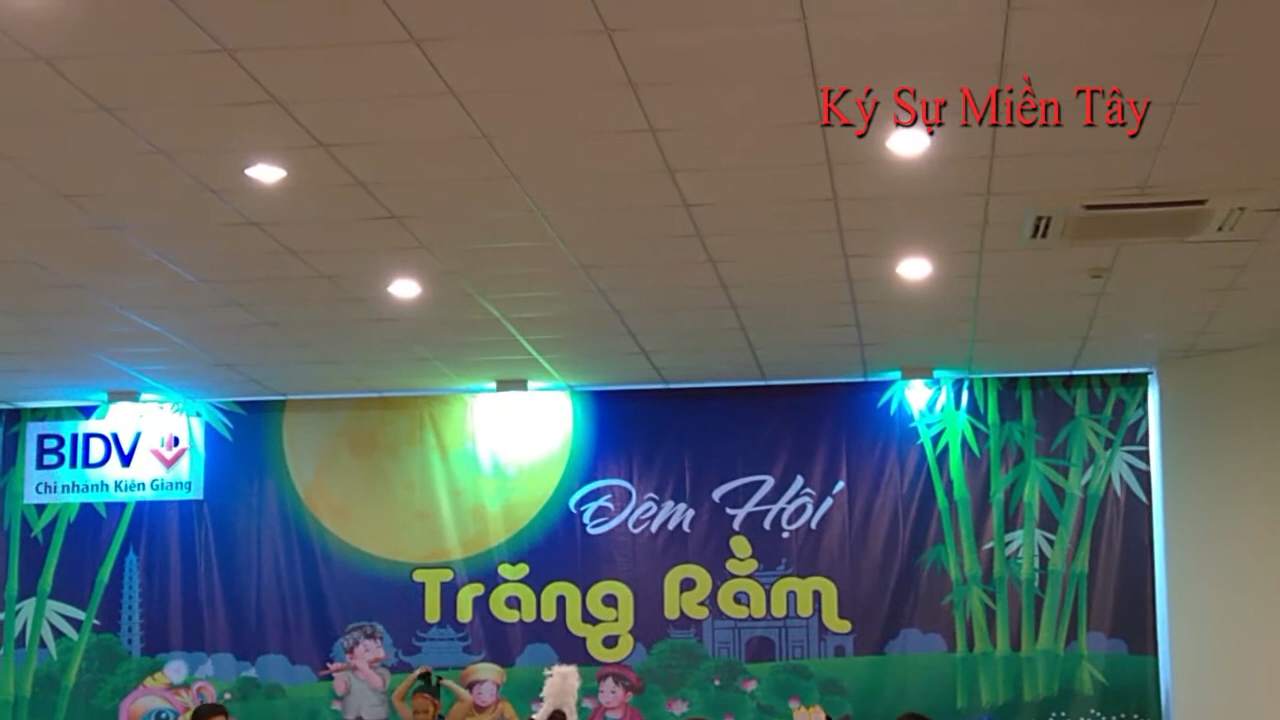 Ký Sự Miền Tây
BIDV
Chi nhánh Kiên Giang
Đêm Hội
Trăng Rằm